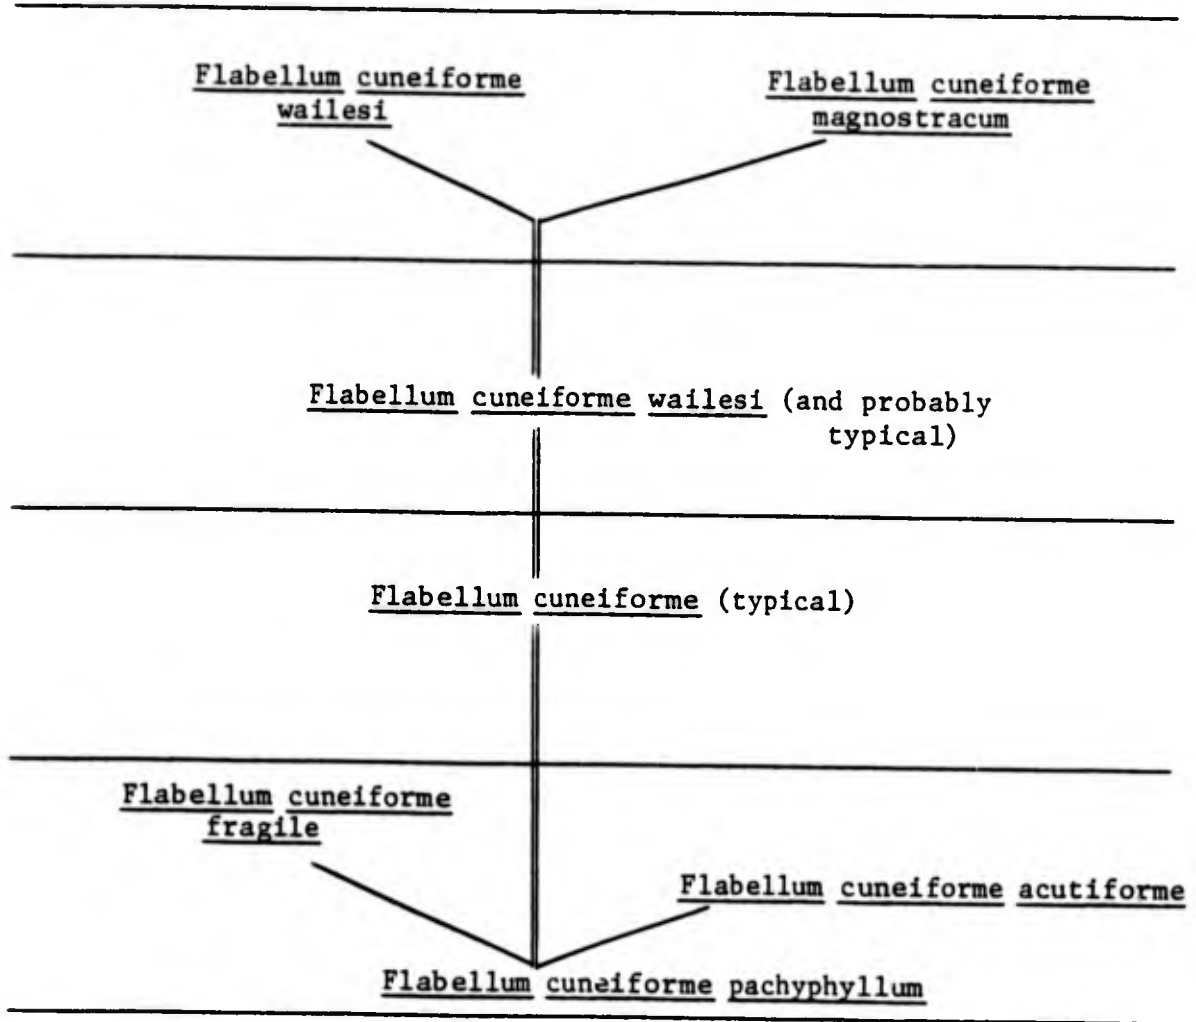 Flabellum cuneiforme
wailesi
Flabellum cuneiforme
magnostracum
Flabellum cuneiforme wailesi (and probably
typical)
Flabellum cuneiforme (typical)
Flabellum cuneiforme
fragile
Flabellum cuneiforme acutiforme
Flabellum cuneiforme pachyphyllum